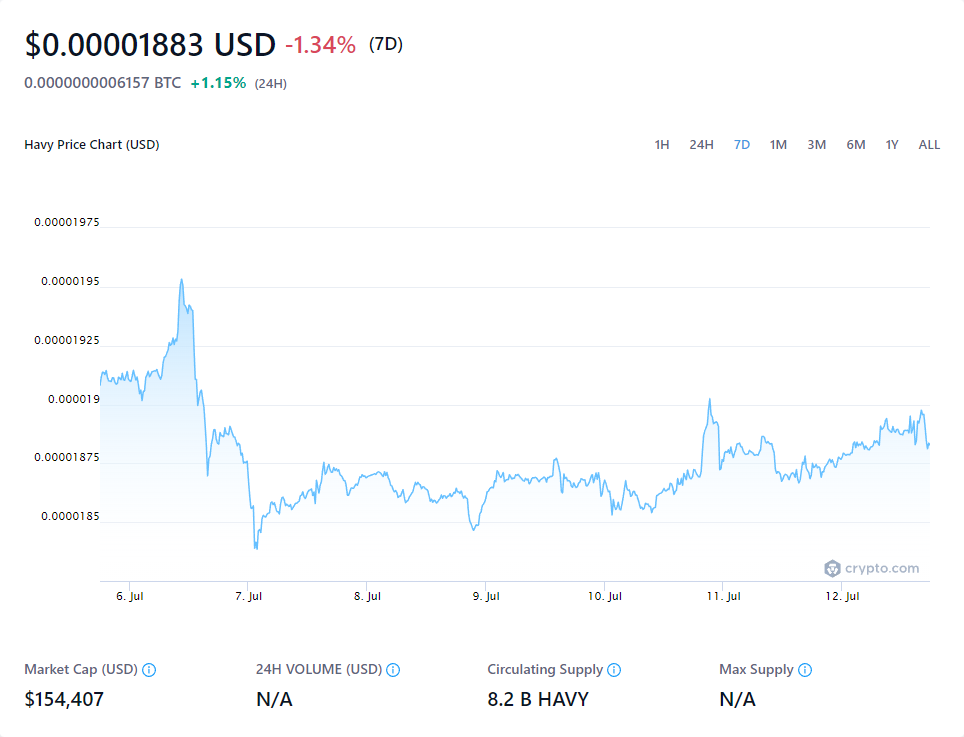 $0.00001883 USD -1.34% (7D)
0.0000000006157 BTC +1.15% (24H)
Havy Price Chart (USD) 1H 24H 7D 1M 3M 6M 1Y ALL
0.00001975
0.0000195
0.00001925
0.000019
0.00001875
0.0000185
crypto.com
6. Jul 7. Jul 8. Jul 9. Jul 10. Jul 11. Jul 12. Jul
Market Cap (USD) 24H VOLUME (USD) Circulating Supply Max Supply
$154,407 N/A 8.2 B HAVY N/A